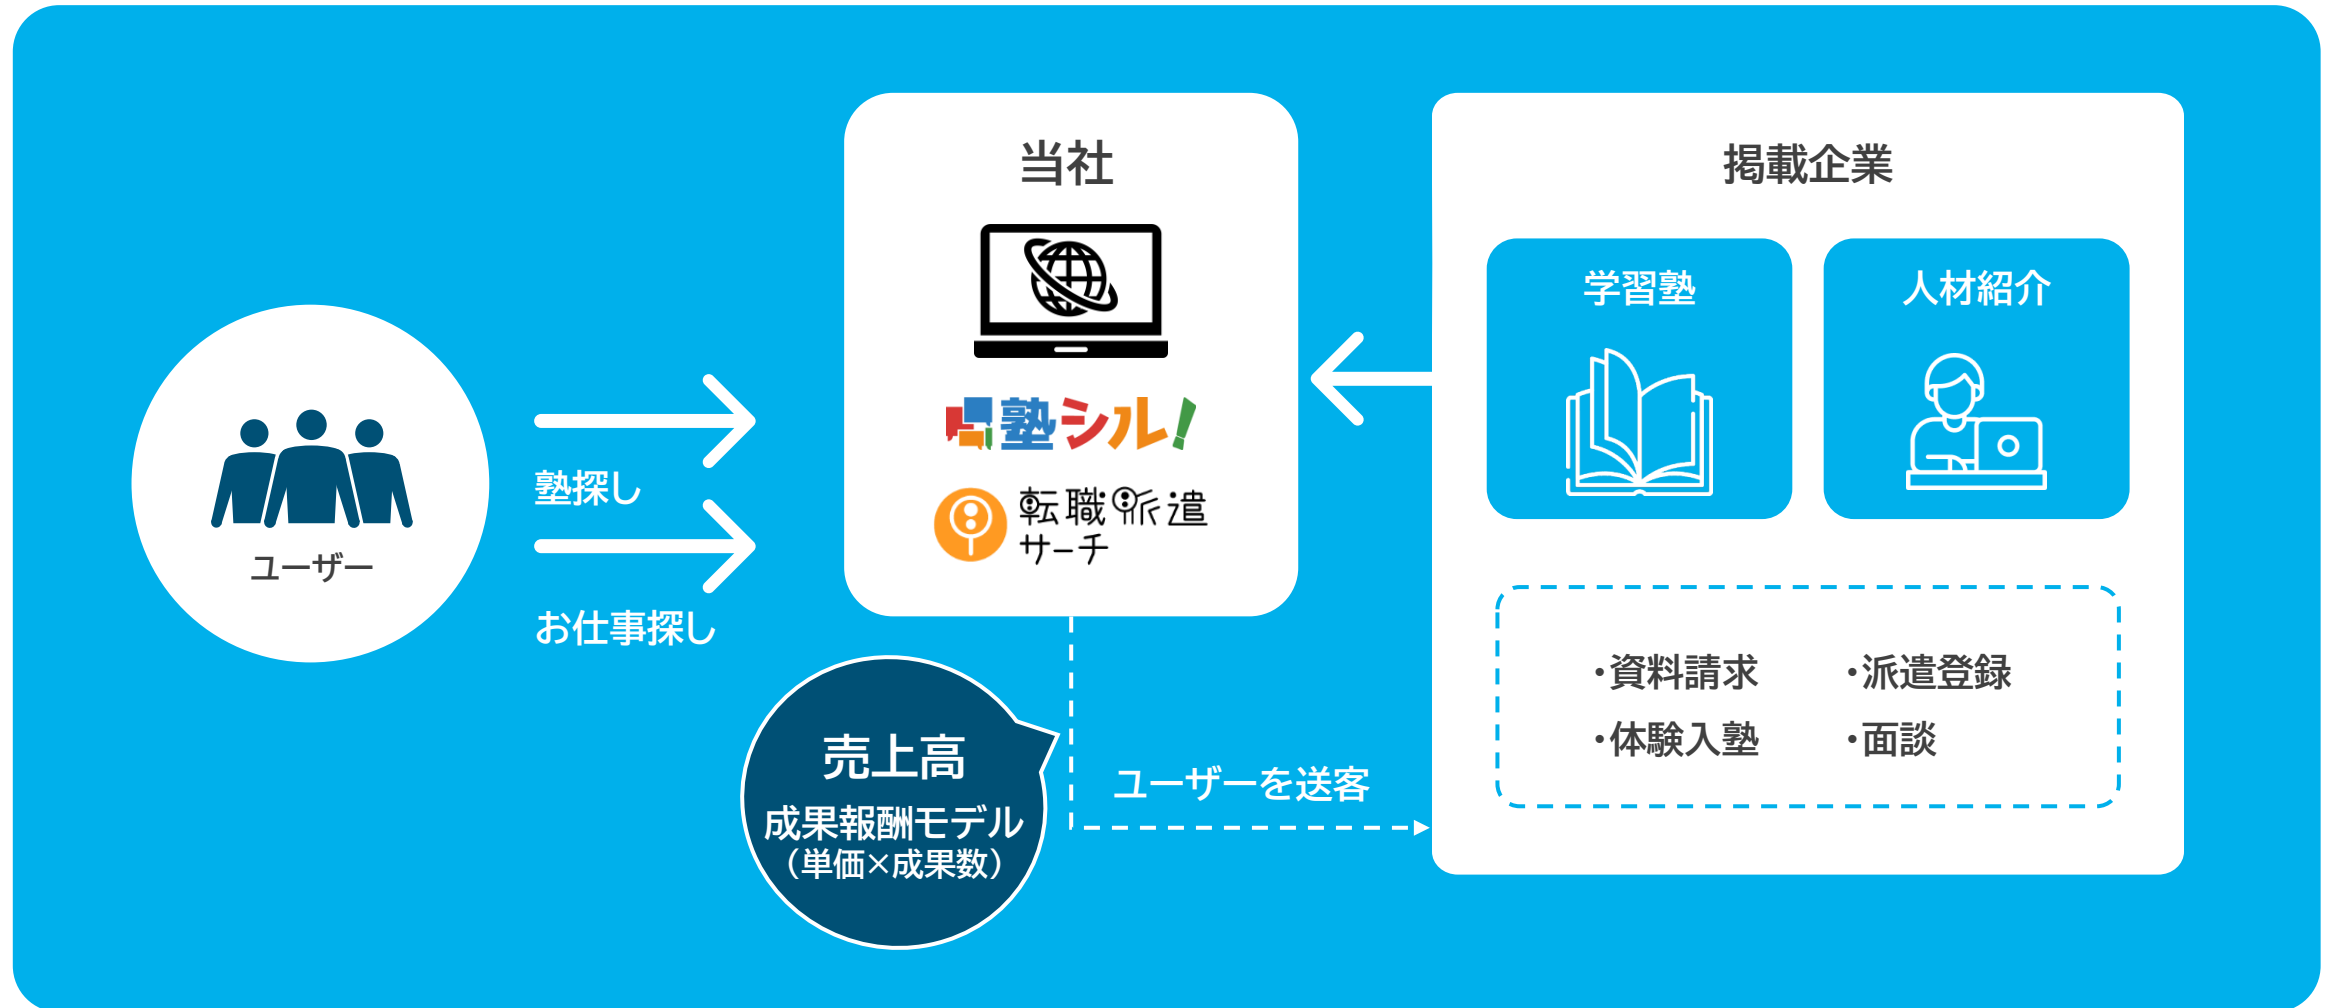 ユーザー
塾探し
お仕事探し
当社
塾シル!
転職派遣
サーチ
売上高
成果報酬モデル
（単価×成果数）
ユーザーを送客
掲載企業
学習塾
人材紹介
・資料請求
・体験入塾
・派遣登録
・面談